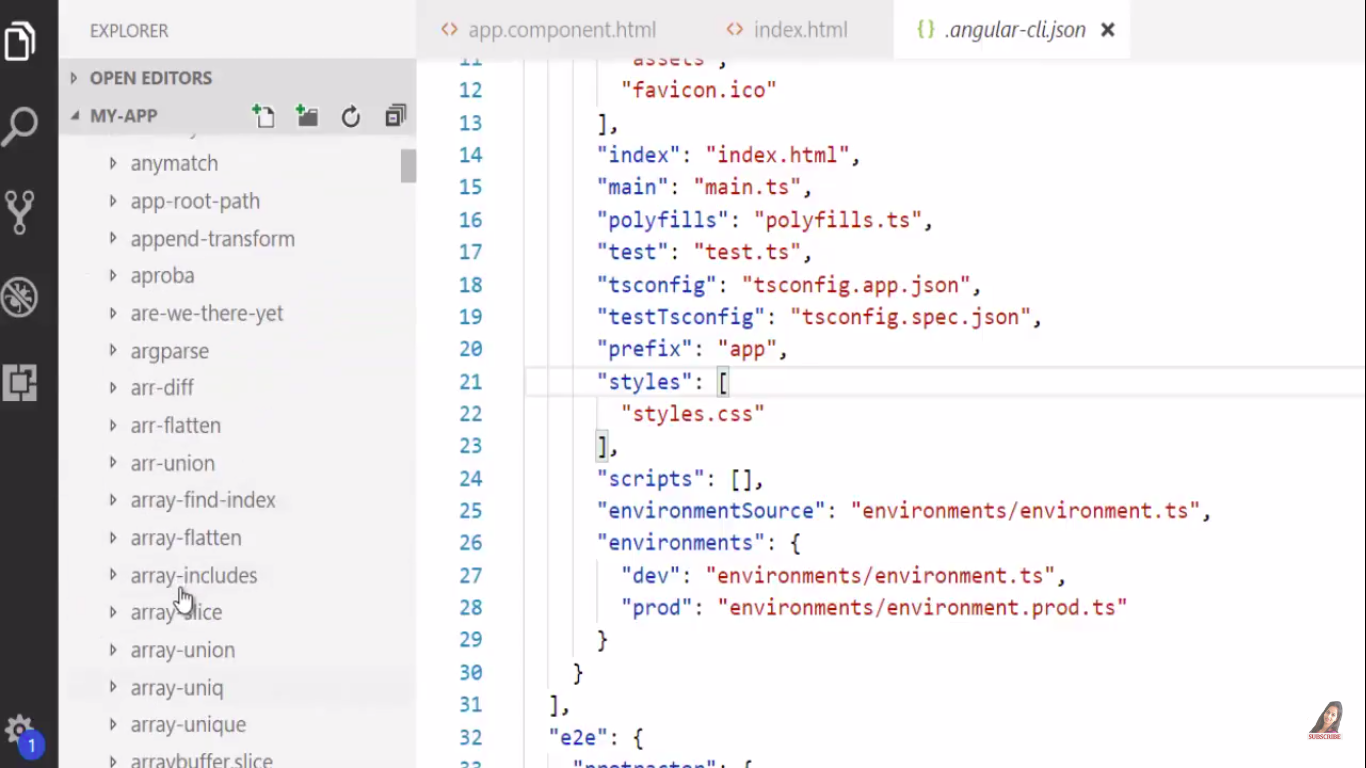 EXPLORER
OPEN EDITORS
MY-APP
anymatch
app-root-path
append-transform
aproba
are-we-there-yet
argparse
arr-diff
arr-flatten
arr-union
array-find-index
array-flatten
array-includes
array-slice
array-union
array-uniq
array-unique
arraybuffer.slice
1
app.component.html
index.html
{} .angular-cli.json
11 "assets",
12 "favicon.ico"
13 ],
14 "index": "index.html",
15 "main": "main.ts",
16 "polyfills": "polyfills.ts",
17 "test": "test.ts",
18 "tsconfig": "tsconfig.app.json",
19 "testTsconfig": "tsconfig.spec.json",
20 "prefix": "app",
21 "styles": [
22 "styles.css"
23 ],
24 "scripts": [],
25 "environmentSource": "environments/environment.ts",
26 "environments": {
27 "dev": "environments/environment.ts",
28 "prod": "environments/environment.prod.ts"
29 }
30 }
31 ],
32 "e2e": {
33 "protractor": {
SUBSCRIBE